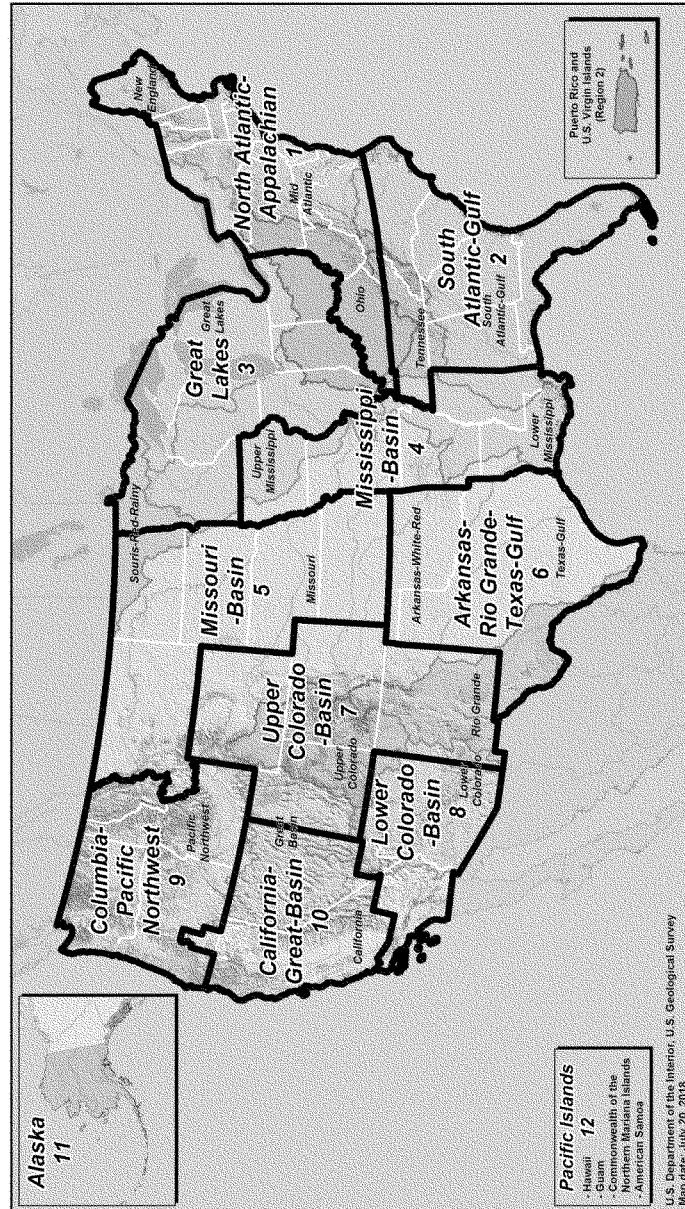 Alaska
11
Columbia-
Pacific
Northwest
9
Pacific
Northwest
California-
Great-Basin
10
Great
Basin
California
Missouri
-Basin
5
Souris-Red-Rainy
Missouri
Upper
Colorado
-Basin
7
Upper
Colorado
Rio Grande
Lower
Colorado
-Basin
8
Lower
Colorado
Great
Lakes
3
Great
Lakes
Upper
Mississippi
Mississippi
-Basin
4
Lower
Mississippi
Arkansas-White-Red
Arkansas-
Rio Grande-
Texas-Gulf
6
Texas-Gulf
New
England
North Atlantic-
Appalachian
1
Mid
Atlantic
Ohio
Tennessee
South
Atlantic-Gulf
2
South
Atlantic-Gulf
Puerto Rico and
U.S. Virgin Islands
(Region 2)
Pacific Islands
12
- Hawaii
- Guam
- Commonwealth of the
Northern Mariana Islands
- American Samoa
U.S. Department of the Interior, U.S. Geological Survey
Map date: July 20, 2018